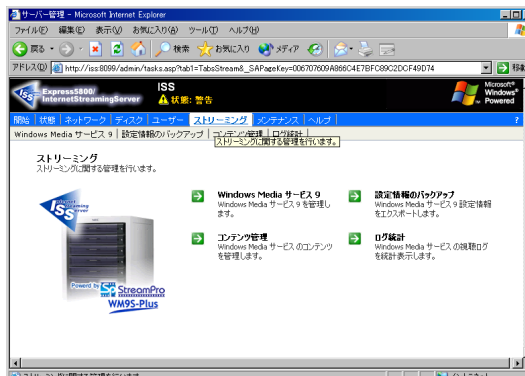 サーバー管理 - Microsoft Internet Explorer
ファイル(F) 編集(E) 表示(V) お気に入り(A) ツール(T) ヘルプ(H)
戻る 検索 お気に入り メディア
アドレス(D) http://iss:8099/admin/tasks.asp?tab1=TabsStream&_SAPageKey=006707609A866C4E7BFC89C2DCF49D74 移動
ISS Express5800/ InternetStreamingServer
ISS
状態: 警告
Microsoft® Windows® Powered
開始 状態 ネットワーク ディスク ユーザー ストリーミング メンテナンス ヘルプ ?
Windows Media サービス 9 設定情報のバックアップ コンテンツ管理 ログ統計
ストリーミングに関する管理を行います。
ストリーミング
ストリーミングに関する管理を行います。
Internet Streaming Server
ISS
Windows Media サービス 9
Windows Media サービス 9 を管理し
ます。
設定情報のバックアップ
Windows Media サービス 9 設定情報
をエクスポートします。
コンテンツ管理
Windows Media サービス のコンテンツ
を管理します。
ログ統計
Windows Media サービス の視聴ログ
を統計表示します。
Powered by SP StreamPro
WM9S-Plus